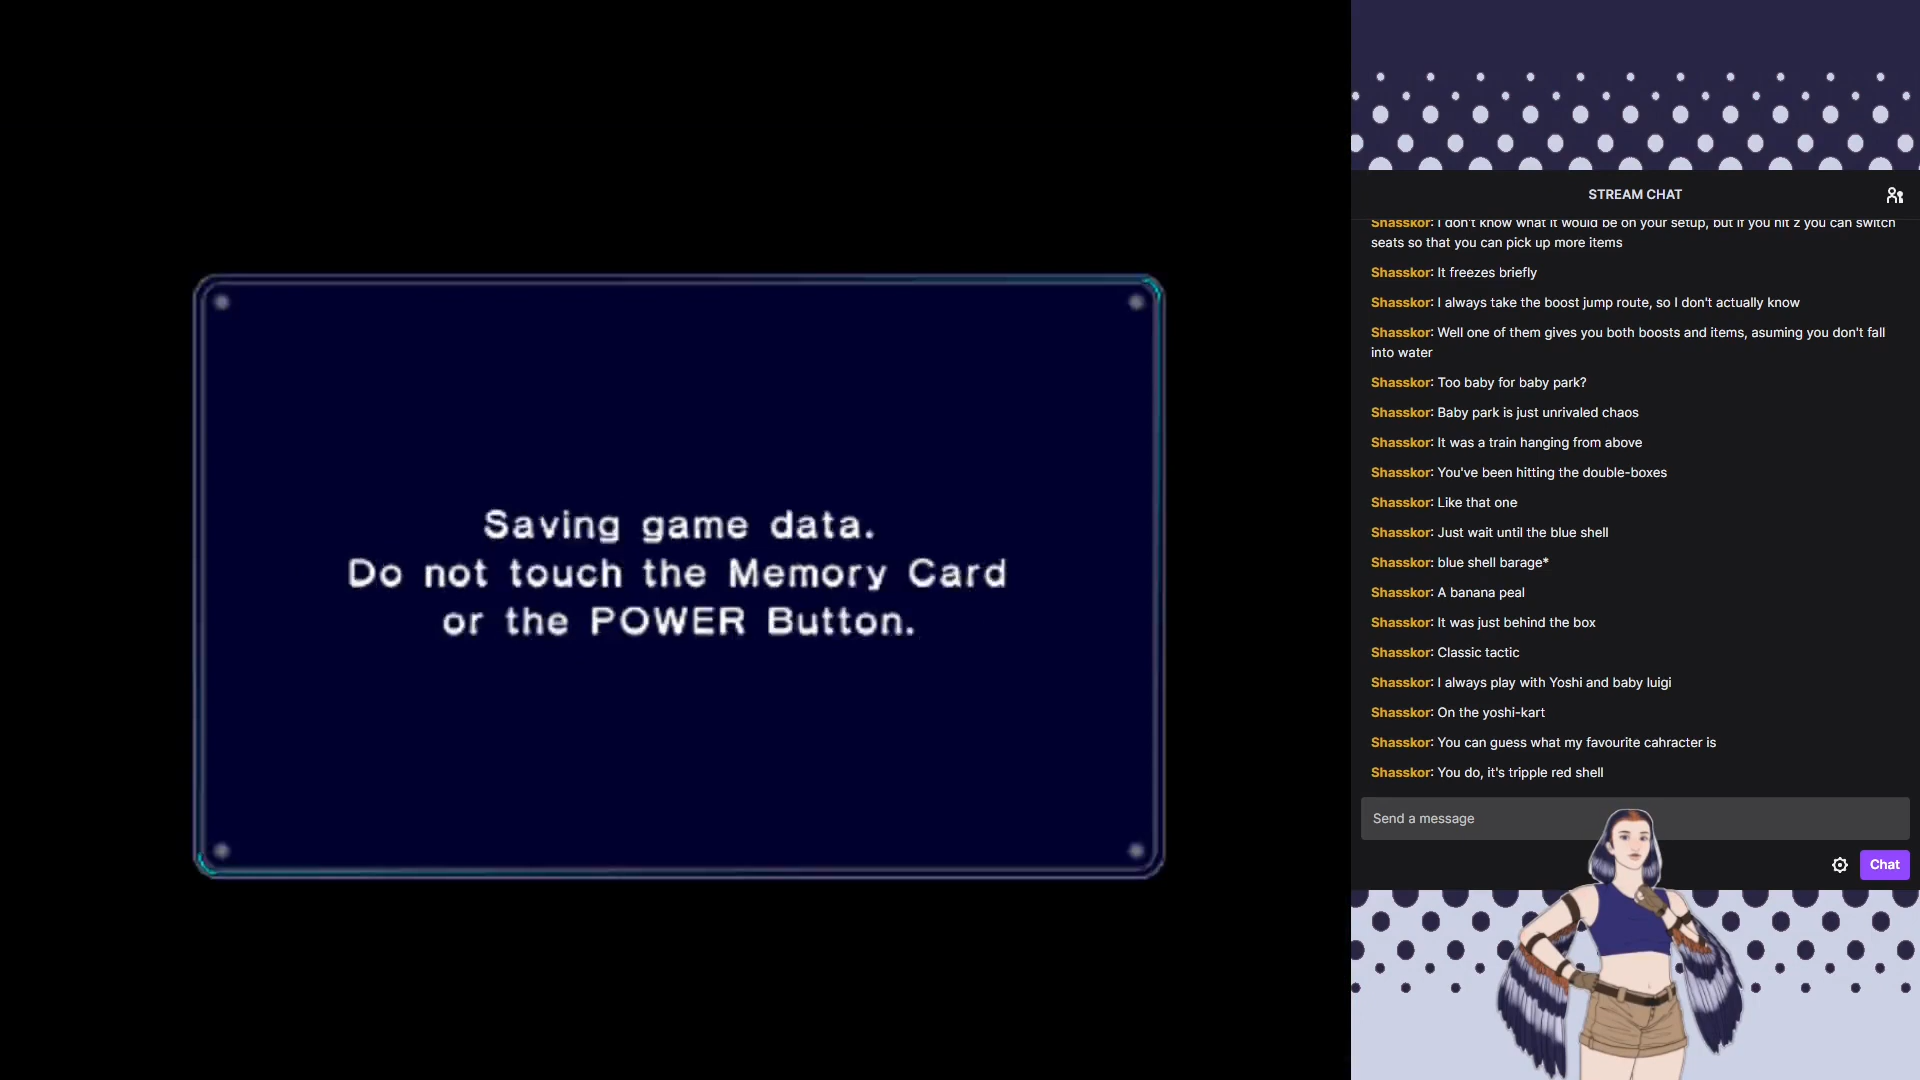 Saving game data.
Do not touch the Memory Card
or the POWER Button.
STREAM CHAT
Shasskor: I don't know what it would be on your setup, but if you hit z you can switch
seats so that you can pick up more items
Shasskor: It freezes briefly
Shasskor: I always take the boost jump route, so I don't actually know
Shasskor: Well one of them gives you both boosts and items, asuming you don't fall
into water
Shasskor: Too baby for baby park?
Shasskor: Baby park is just unrivaled chaos
Shasskor: It was a train hanging from above
Shasskor: You've been hitting the double-boxes
Shasskor: Like that one
Shasskor: Just wait until the blue shell
Shasskor: blue shell barage*
Shasskor: A banana peal
Shasskor: It was just behind the box
Shasskor: Classic tactic
Shasskor: I always play with Yoshi and baby luigi
Shasskor: On the yoshi-kart
Shasskor: You can guess what my favourite cahracter is
Shasskor: You do, it's tripple red shell
Send a message
Chat